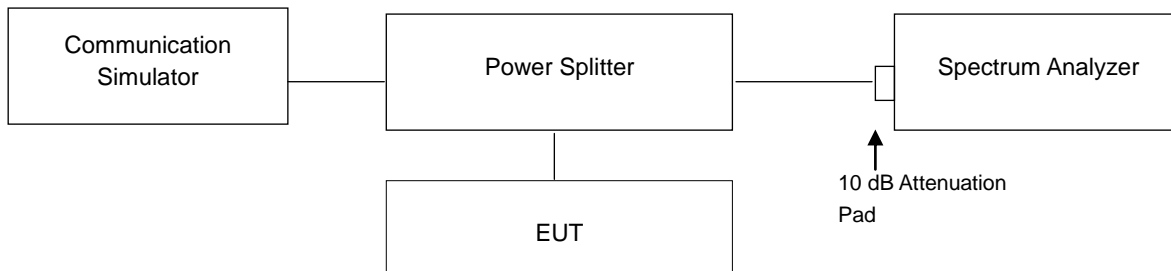 Communication
Simulator
Power Splitter
Spectrum Analyzer
10 dB Attenuation
Pad
EUT